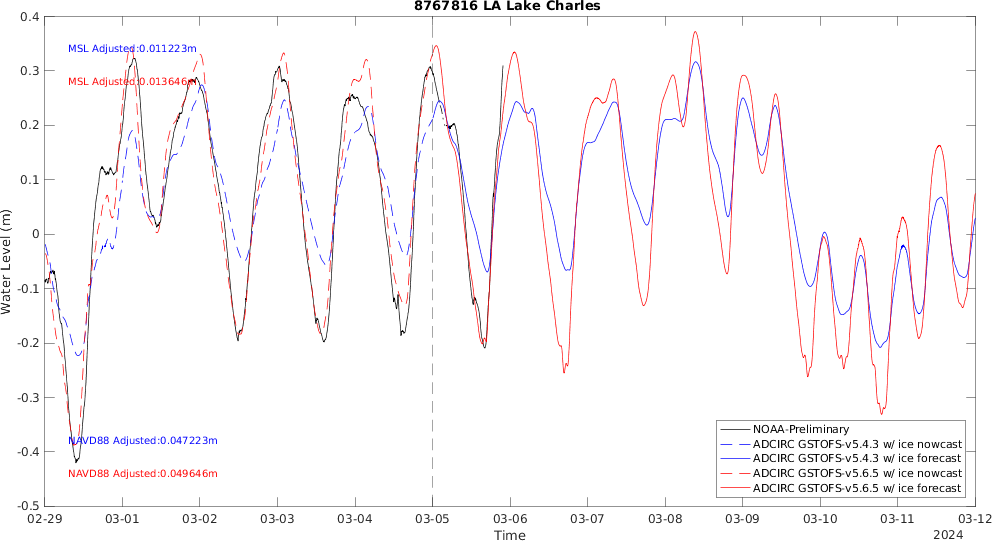 8767816 LA Lake Charles
0.4
0.3
0.2
0.1
0
-0.1
-0.2
-0.3
-0.4
-0.5
Water Level (m)
MSL Adjusted:0.011223m
MSL Adjusted:0.013646m
NAVD88 Adjusted:0.047223m
NAVD88 Adjusted:0.049646m
NOAA-Preliminary
ADCIRC GSTOFS-v5.4.3 w/ ice nowcast
ADCIRC GSTOFS-v5.4.3 w/ ice forecast
ADCIRC GSTOFS-v5.6.5 w/ ice nowcast
ADCIRC GSTOFS-v5.6.5 w/ ice forecast
02-29 03-01 03-02 03-03 03-04 03-05 03-06 03-07 03-08 03-09 03-10 03-11 03-12
Time
2024